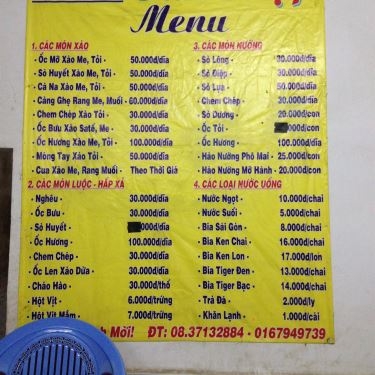 Menu
1. CÁC MÓN XÀO
- Ốc Mỡ Xào Me, Tỏi - 50.000đ/dĩa
- Sò Huyết Xào Me, Tỏi - 50.000đ/dĩa
- Cà Na Xào Me, Tỏi - 50.000đ/dĩa
- Càng Ghẹ Rang Me, Muối - 60.000đ/dĩa
- Chem Chép Xào Tỏi - 30.000đ/dĩa
- Ốc Bưu Xào Satế, Me - 30.000đ/dĩa
- Ốc Hương Xào Me, Tỏi - 100.000đ/dĩa
- Móng Tay Xào Tỏi - 50.000đ/dĩa
- Cua Xào Me, Rang Muối - Theo Thời Giá
2. CÁC MÓN LUỘC - HẤP XẢ
- Nghêu - 30.000đ/dĩa
- Ốc Bưu - 30.000đ/dĩa
- Sò Huyết - 000đ/dĩa
- Ốc Hương - 100.000đ/dĩa
- Chem Chép - 30.000đ/dĩa
- Ốc Len Xào Dừa - 30.000đ/dĩa
- Cháo Hào - 30.000đ/thố
- Hột Vịt - 6.000đ/trứng
- Hột Vịt Mắm - 7.000đ/trứng
3. CÁC MÓN NƯỚNG
- Sò Lông - 30.000đ/dĩa
- Sò Điệp - 30.000đ/dĩa
- Sò Lụa - 50.000đ/dĩa
- Chem Chép - 30.000đ/dĩa
- Sò Dương - 20.000đ/con
- Ốc Tỏi - 000đ/con
- Ốc Hương - 100.000đ/dĩa
- Hào Nướng Phô Mai - 25.000đ/con
- Hào Nướng Mỡ Hành - 20.000đ/con
4. CÁC LOẠI NƯỚC UỐNG
- Nước Ngọt - 10.000đ/chai
- Nước Suối - 5.000đ/chai
- Bia Sài Gòn - 8.000đ/chai
- Bia Ken Chai - 16.000đ/chai
- Bia Ken Lon - 17.000đ/lon
- Bia Tiger Đen - 13.000đ/chai
- Bia Tiger Bạc - 14.000đ/chai
- Trà Đá - 2.000đ/ly
- Khăn Lạnh - 1.000đ/cái
Mời! ĐT: 08.37132884 - 0167949739